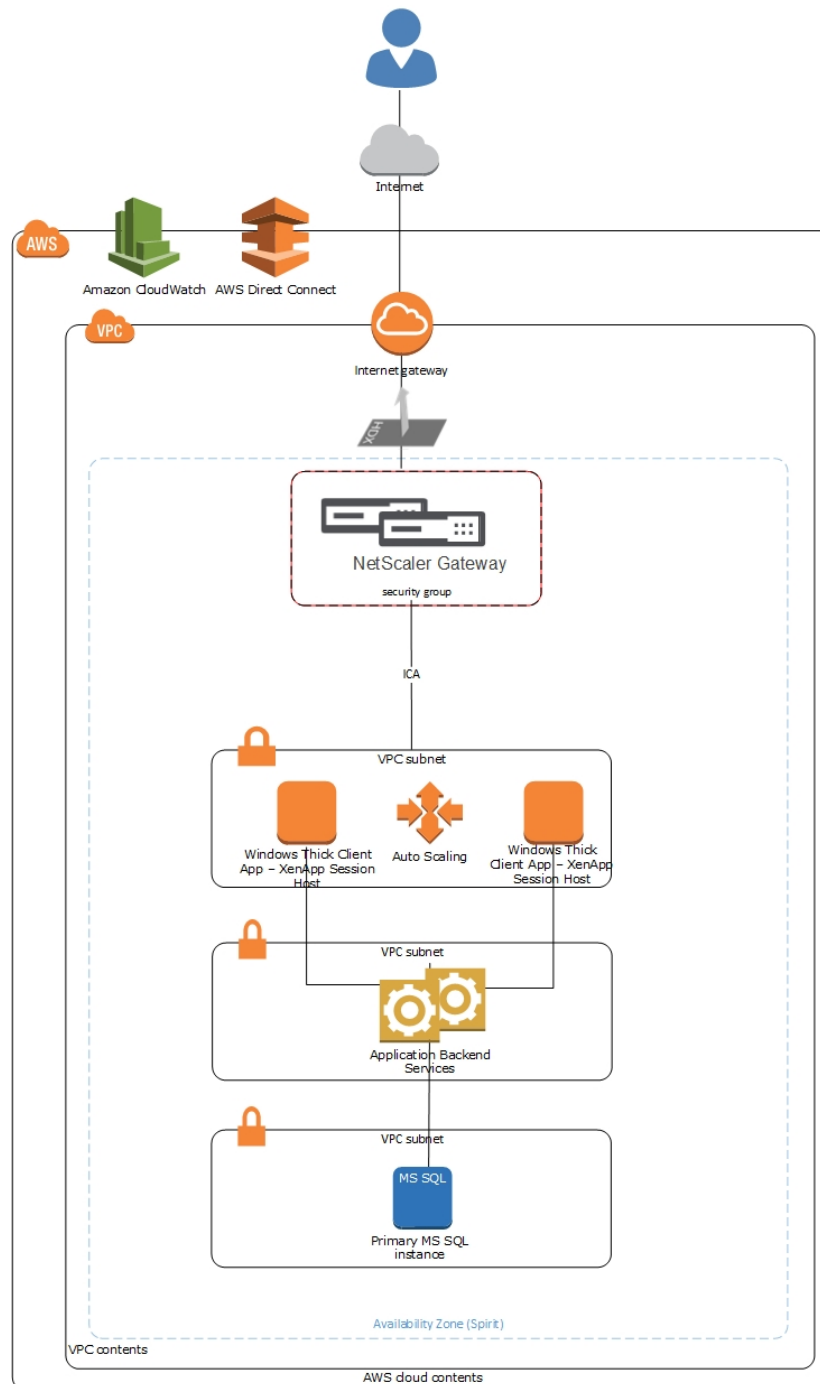 Internet
AWS
Amazon CloudWatch
AWS Direct Connect
VPC
Internet gateway
HDX
NetScaler Gateway
security group
ICA
VPC subnet
Windows Thick Client
App – XenApp Session
Host
Auto Scaling
Windows Thick
Client App – XenApp
Session Host
VPC subnet
Application Backend
Services
VPC subnet
MS SQL
Primary MS SQL
instance
Availability Zone (Spirit)
VPC contents
AWS cloud contents